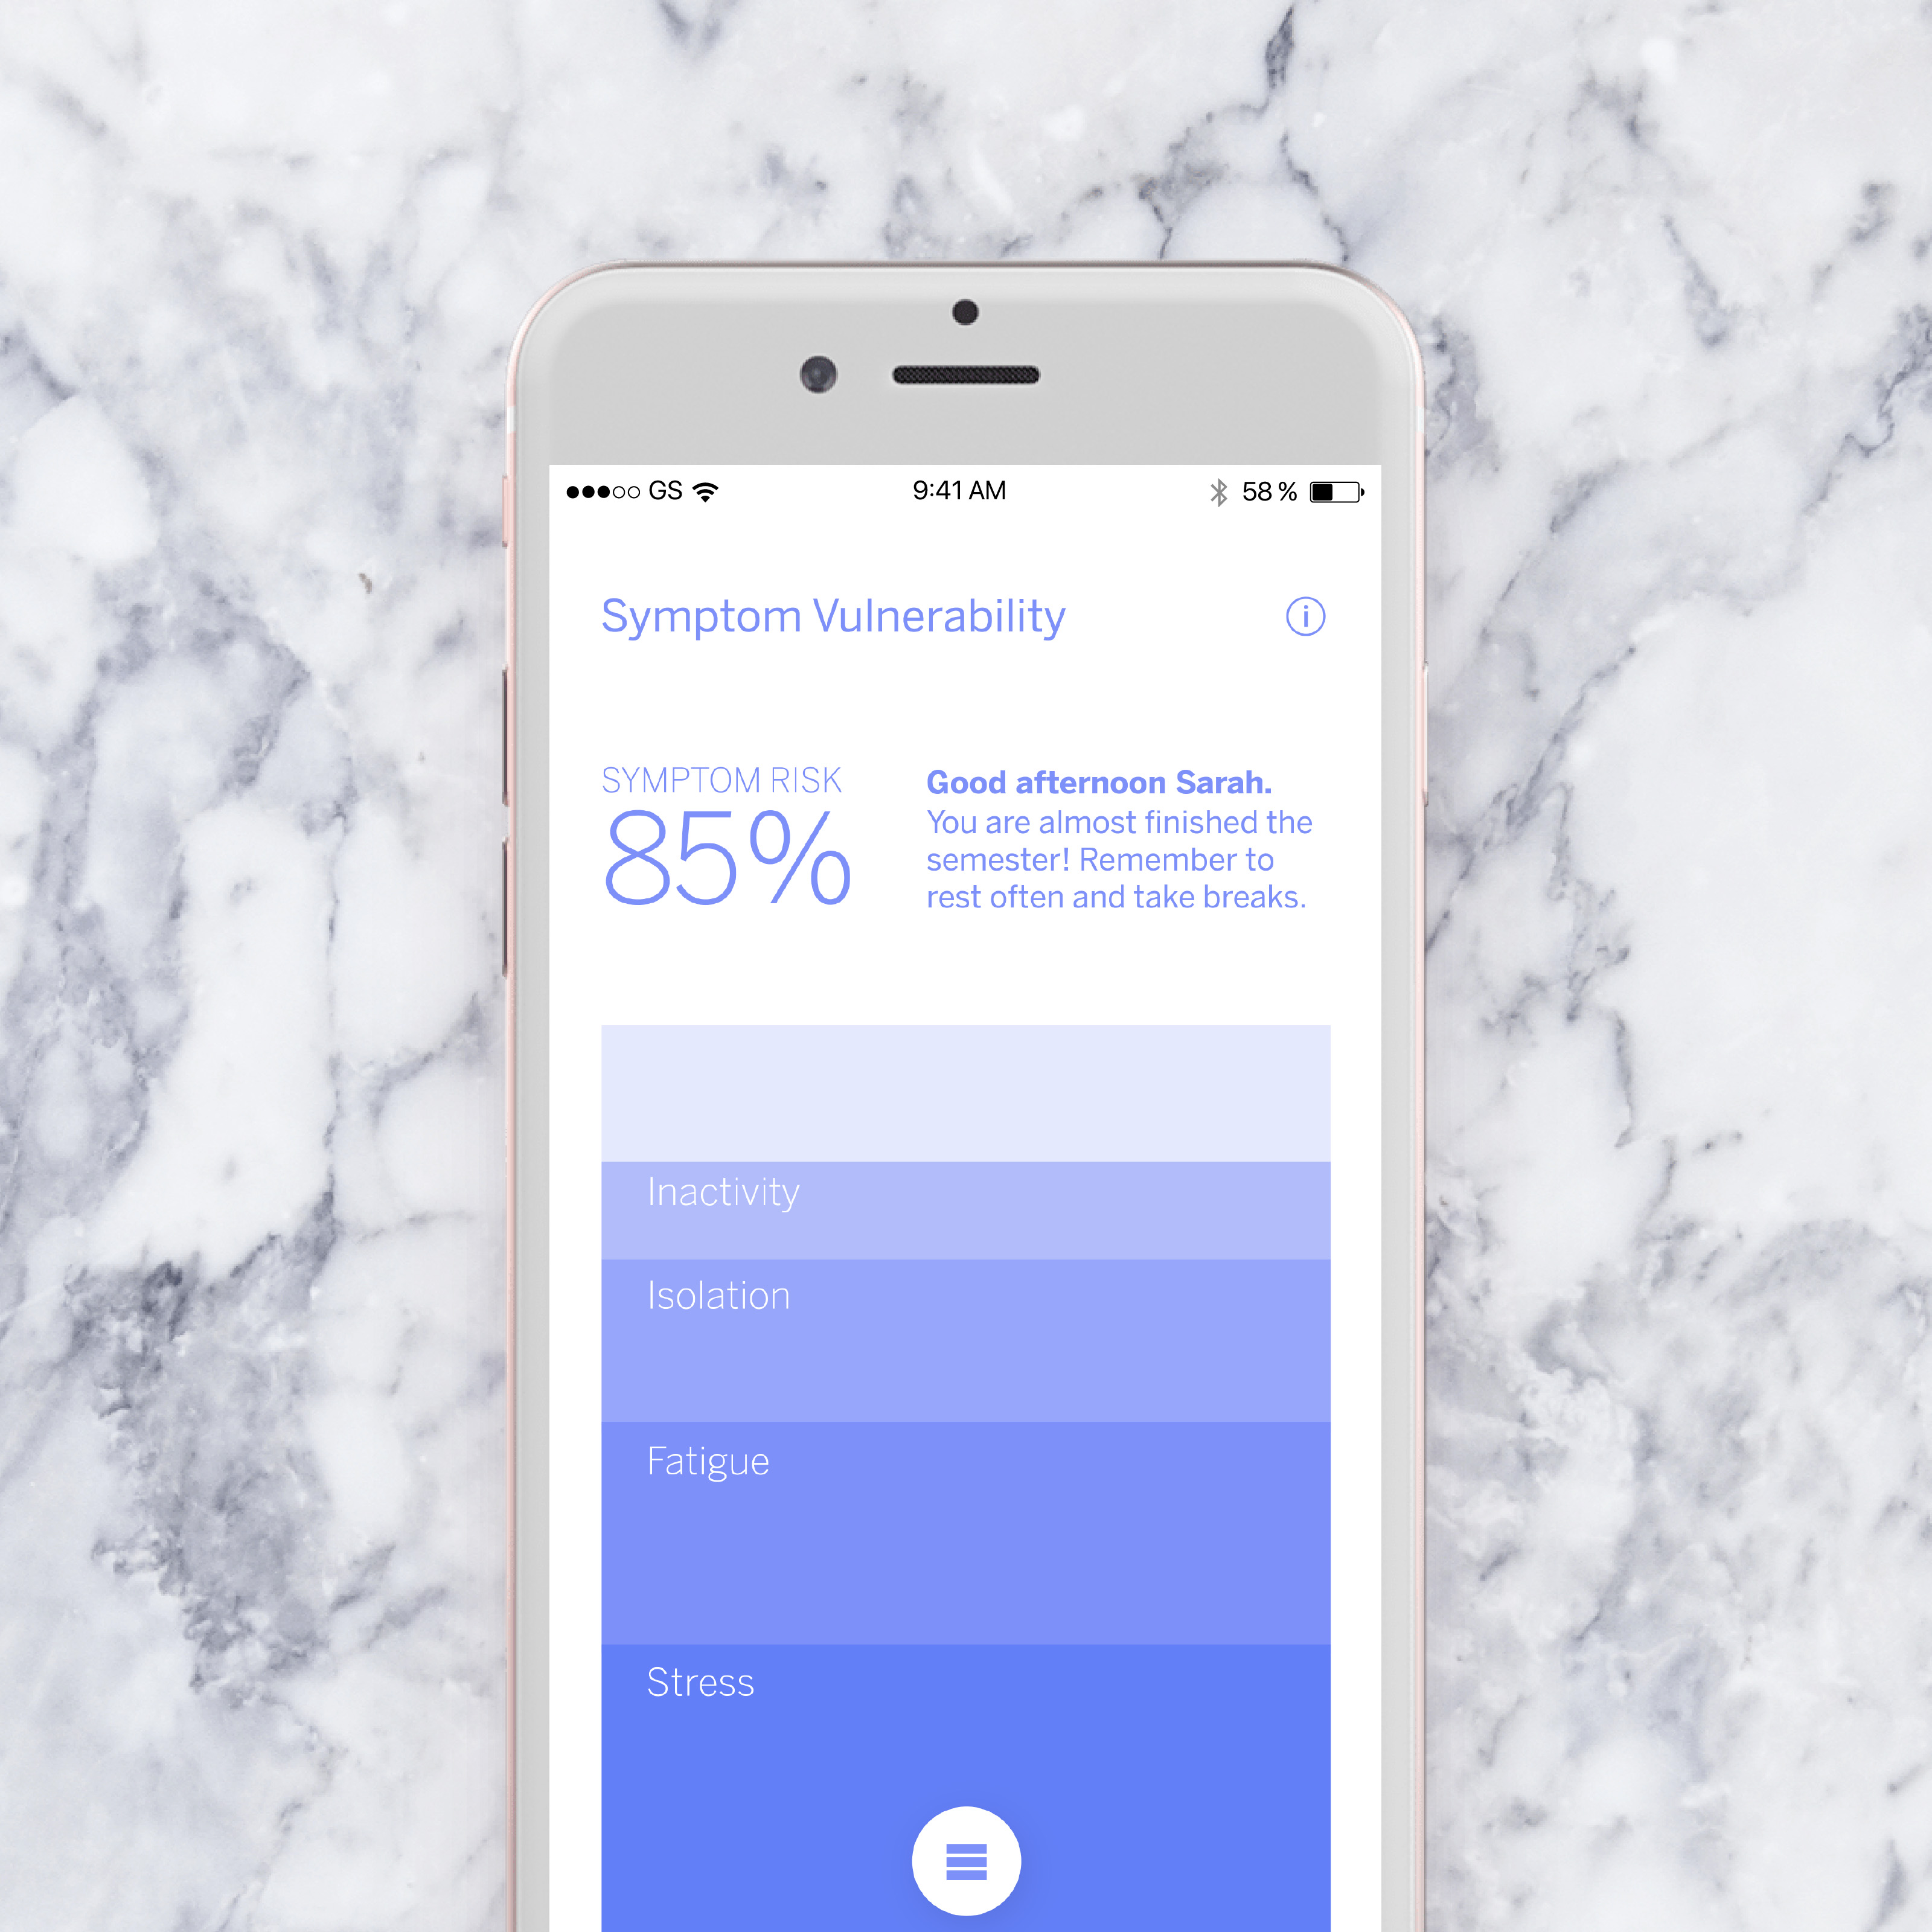 GS 9:41 AM 58 %
Symptom Vulnerability
SYMPTOM RISK
85%
Good afternoon Sarah.
You are almost finished the
semester! Remember to
rest often and take breaks.
Inactivity
Isolation
Fatigue
Stress